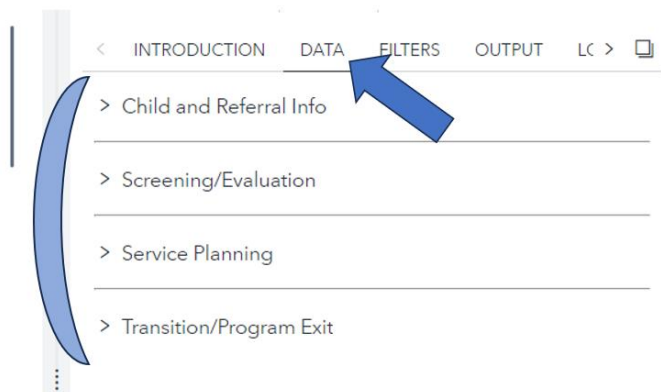 INTRODUCTION DATA FILTERS OUTPUT
Child and Referral Info
Screening/Evaluation
Service Planning
Transition/Program Exit